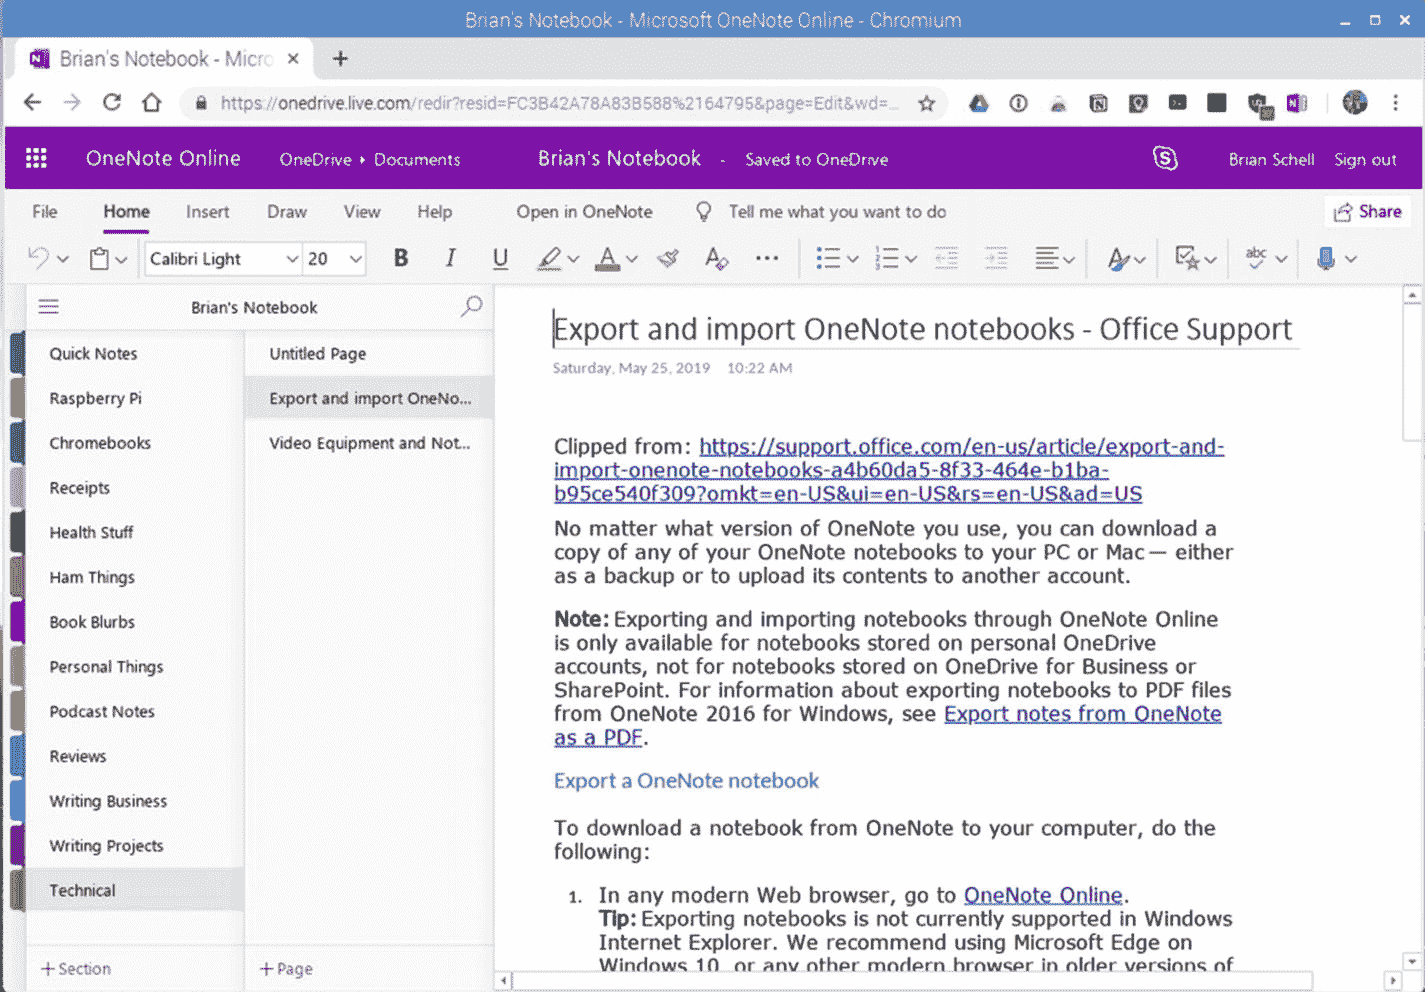 Brian's Notebook - Microsoft OneNote Online - Chromium
Brian's Notebook - Micro
https://onedrive.live.com/redir?resid=FC3B42A78A83B588%2164795&page=Edit&wd=...
OneNote Online
OneDrive
Documents
Brian's Notebook - Saved to OneDrive
Brian Schell
Sign out
File
Home
Insert
Draw
View
Help
Open in OneNote
Tell me what you want to do
Share
Calibri Light
20
B
I
U
A
A
abc
Brian's Notebook
Quick Notes
Raspberry Pi
Chromebooks
Receipts
Health Stuff
Ham Things
Book Blurbs
Personal Things
Podcast Notes
Reviews
Writing Business
Writing Projects
Technical
+ Section
Untitled Page
Export and import OneNo...
Video Equipment and Not...
+ Page
Export and import OneNote notebooks - Office Support
Saturday, May 25, 2019 10:22 AM
Clipped from: https://support.office.com/en-us/article/export-and-
import-onenote-notebooks-a4b60da5-8f33-464e-b1ba-
b95ce540f309?omkt=en-US&ui=en-US&rs=en-US&ad=US
No matter what version of OneNote you use, you can download a
copy of any of your OneNote notebooks to your PC or Mac— either
as a backup or to upload its contents to another account.
Note: Exporting and importing notebooks through OneNote Online
is only available for notebooks stored on personal OneDrive
accounts, not for notebooks stored on OneDrive for Business or
SharePoint. For information about exporting notebooks to PDF files
from OneNote 2016 for Windows, see Export notes from OneNote
as a PDF.
Export a OneNote notebook
To download a notebook from OneNote to your computer, do the
following:
1. In any modern Web browser, go to OneNote Online.
Tip: Exporting notebooks is not currently supported in Windows
Internet Explorer. We recommend using Microsoft Edge on
Windows 10, or any other modern browser in older versions of